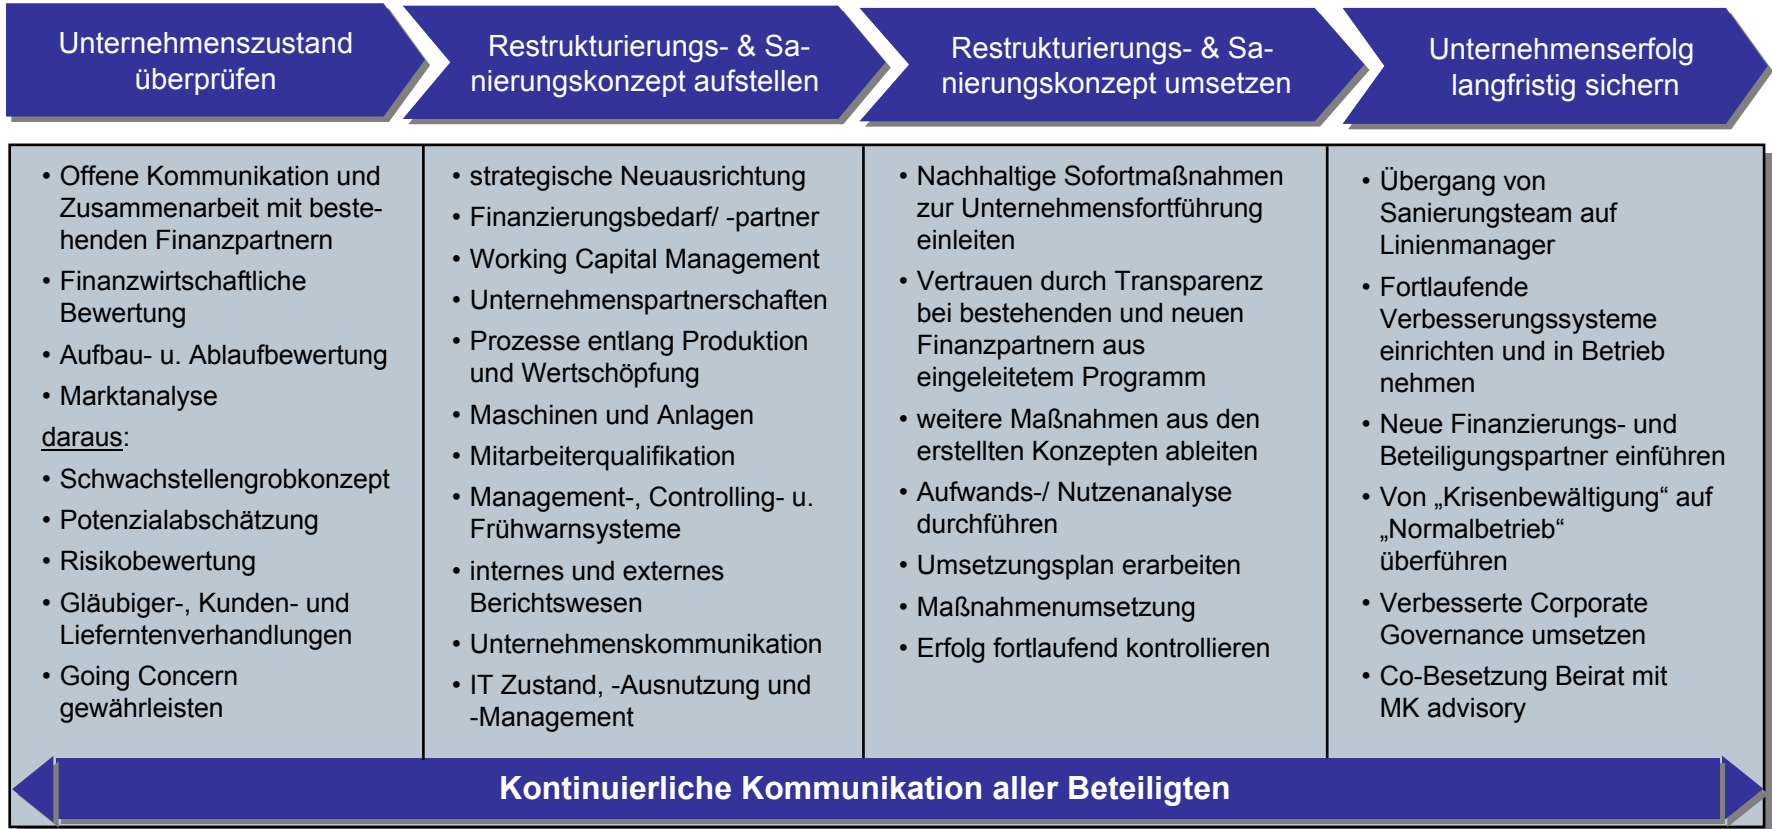 Unternehmenszustand
überprüfen
Restrukturierungs- & Sa-
nierungskonzept aufstellen
Restrukturierungs- & Sa-
nierungskonzept umsetzen
Unternehmenserfolg
langfristig sichern
• Offene Kommunikation und
Zusammenarbeit mit beste-
henden Finanzpartnern
• Finanzwirtschaftliche
Bewertung
• Aufbau- u. Ablaufbewertung
• Marktanalyse
daraus:
• Schwachstellengrobkonzept
• Potenzialabschätzung
• Risikobewertung
• Gläubiger-, Kunden- und
Lieferntenverhandlungen
• Going Concern
gewährleisten
• strategische Neuausrichtung
• Finanzierungsbedarf/ -partner
• Working Capital Management
• Unternehmenspartnerschaften
• Prozesse entlang Produktion
und Wertschöpfung
• Maschinen und Anlagen
• Mitarbeiterqualifikation
• Management-, Controlling- u.
Frühwarnsysteme
• internes und externes
Berichtswesen
• Unternehmenskommunikation
• IT Zustand, -Ausnutzung und
-Management
• Nachhaltige Sofortmaßnahmen
zur Unternehmensfortführung
einleiten
• Vertrauen durch Transparenz
bei bestehenden und neuen
Finanzpartnern aus
eingeleitetem Programm
• weitere Maßnahmen aus den
erstellten Konzepten ableiten
• Aufwands-/ Nutzenanalyse
durchführen
• Umsetzungsplan erarbeiten
• Maßnahmenumsetzung
• Erfolg fortlaufend kontrollieren
• Übergang von
Sanierungsteam auf
Linienmanager
• Fortlaufende
Verbesserungssysteme
einrichten und in Betrieb
nehmen
• Neue Finanzierungs- und
Beteiligungspartner einführen
• Von „Krisenbewältigung“ auf
„Normalbetrieb“
überführen
• Verbesserte Corporate
Governance umsetzen
• Co-Besetzung Beirat mit
MK advisory
Kontinuierliche Kommunikation aller Beteiligten